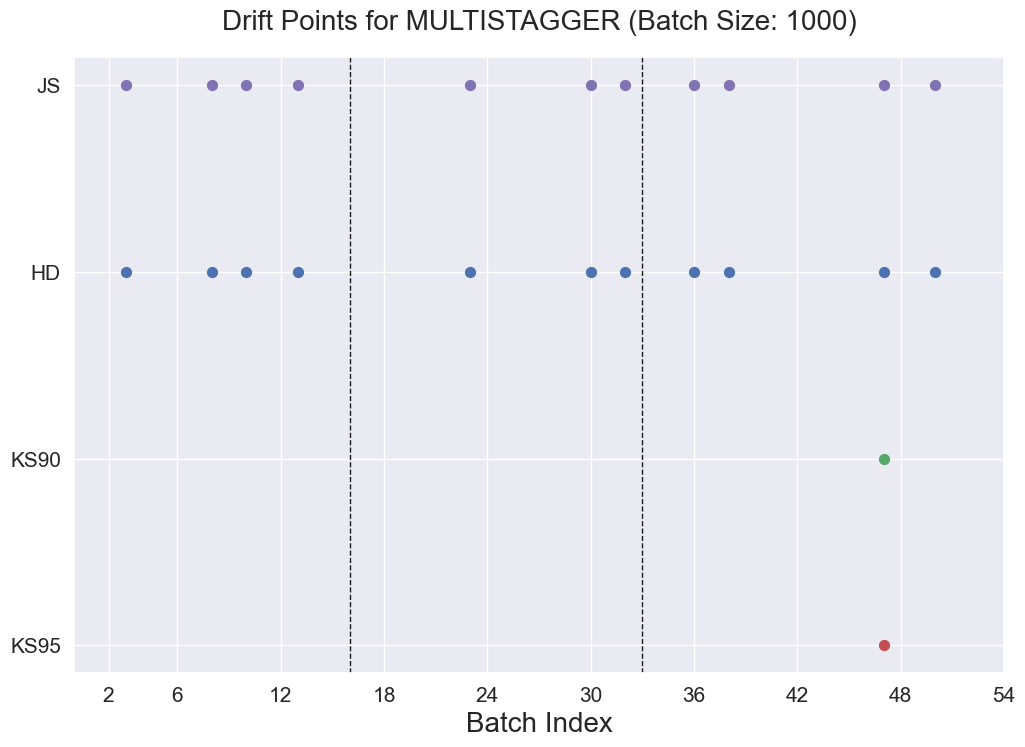 Drift Points for MULTISTAGGER (Batch Size: 1000)
JS
HD
KS90
KS95
2 6 12 18 24 30 36 42 48 54
Batch Index